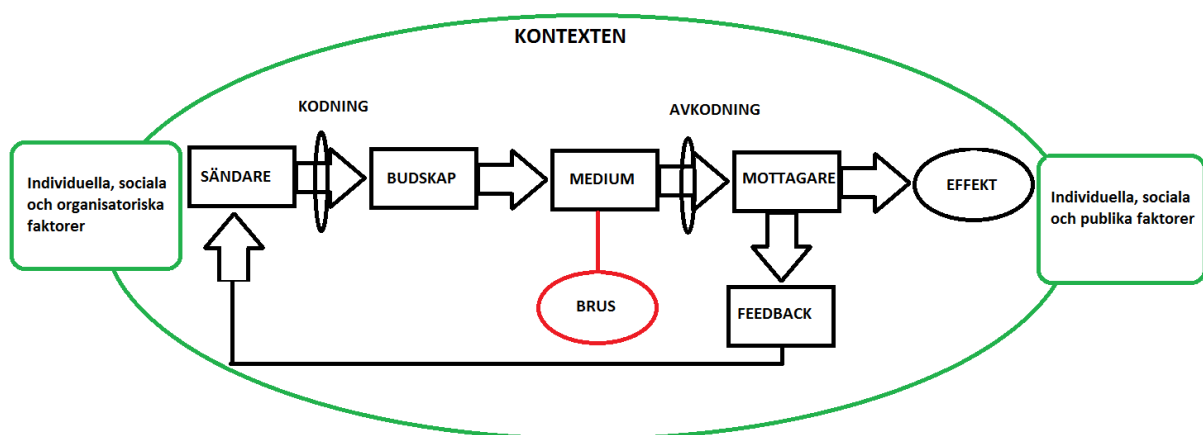 KONTEXTEN
KODNING
AVKODNING
Individuella, sociala
och organisatoriska
faktorer
SÄNDARE
BUDSKAP
MEDIUM
MOTTAGARE
EFFEKT
Individuella, sociala
och publika faktorer
BRUS
FEEDBACK